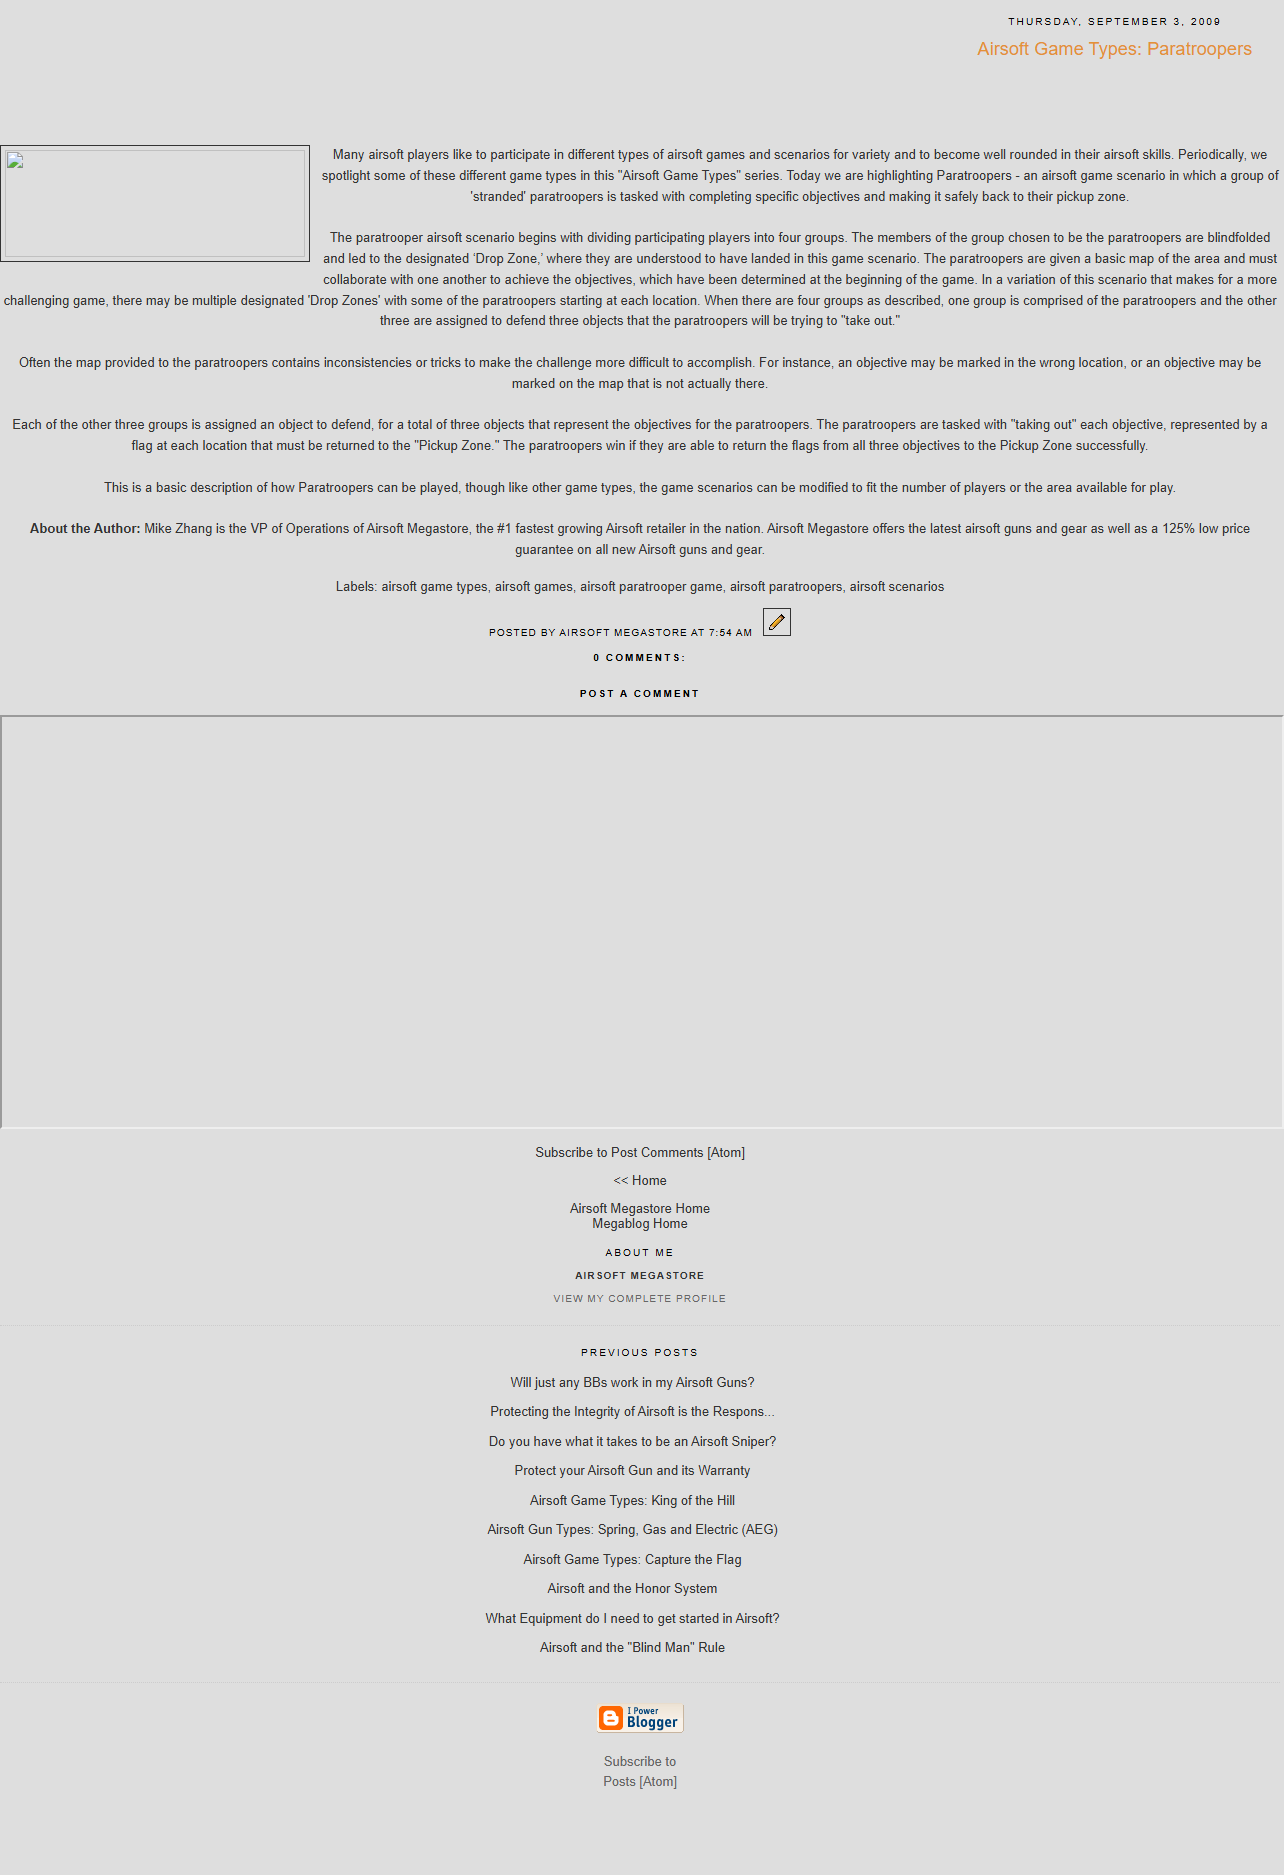 THURSDAY, SEPTEMBER 3, 2009
Airsoft Game Types: Paratroopers
Many airsoft players like to participate in different types of airsoft games and scenarios for variety and to become well rounded in their airsoft skills. Periodically, we
spotlight some of these different game types in this "Airsoft Game Types" series. Today we are highlighting Paratroopers - an airsoft game scenario in which a group of
'stranded' paratroopers is tasked with completing specific objectives and making it safely back to their pickup zone.
The paratrooper airsoft scenario begins with dividing participating players into four groups. The members of the group chosen to be the paratroopers are blindfolded
and led to the designated ‘Drop Zone,’ where they are understood to have landed in this game scenario. The paratroopers are given a basic map of the area and must
collaborate with one another to achieve the objectives, which have been determined at the beginning of the game. In a variation of this scenario that makes for a more
challenging game, there may be multiple designated 'Drop Zones' with some of the paratroopers starting at each location. When there are four groups as described, one group is comprised of the paratroopers and the other
three are assigned to defend three objects that the paratroopers will be trying to "take out."
Often the map provided to the paratroopers contains inconsistencies or tricks to make the challenge more difficult to accomplish. For instance, an objective may be marked in the wrong location, or an objective may be
marked on the map that is not actually there.
Each of the other three groups is assigned an object to defend, for a total of three objects that represent the objectives for the paratroopers. The paratroopers are tasked with "taking out" each objective, represented by a
flag at each location that must be returned to the "Pickup Zone." The paratroopers win if they are able to return the flags from all three objectives to the Pickup Zone successfully.
This is a basic description of how Paratroopers can be played, though like other game types, the game scenarios can be modified to fit the number of players or the area available for play.
About the Author: Mike Zhang is the VP of Operations of Airsoft Megastore, the #1 fastest growing Airsoft retailer in the nation. Airsoft Megastore offers the latest airsoft guns and gear as well as a 125% low price
guarantee on all new Airsoft guns and gear.
Labels: airsoft game types, airsoft games, airsoft paratrooper game, airsoft paratroopers, airsoft scenarios
POSTED BY AIRSOFT MEGASTORE AT 7:54 AM
0 COMMENTS:
POST A COMMENT
Subscribe to Post Comments [Atom]
<< Home
Airsoft Megastore Home
Megablog Home
ABOUT ME
AIRSOFT MEGASTORE
VIEW MY COMPLETE PROFILE
PREVIOUS POSTS
Will just any BBs work in my Airsoft Guns?
Protecting the Integrity of Airsoft is the Respons...
Do you have what it takes to be an Airsoft Sniper?
Protect your Airsoft Gun and its Warranty
Airsoft Game Types: King of the Hill
Airsoft Gun Types: Spring, Gas and Electric (AEG)
Airsoft Game Types: Capture the Flag
Airsoft and the Honor System
What Equipment do I need to get started in Airsoft?
Airsoft and the "Blind Man" Rule
I Power
Blogger
Subscribe to
Posts [Atom]